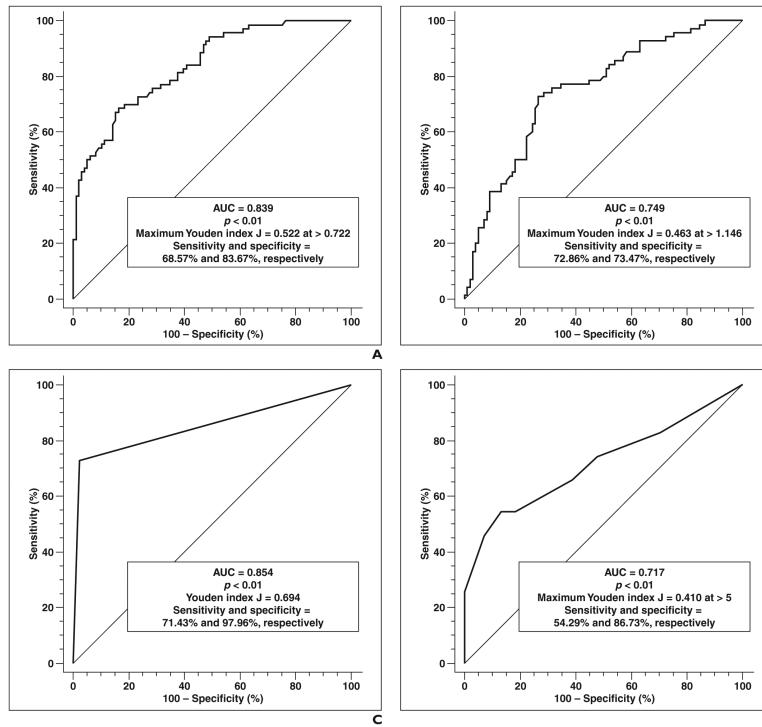 100
80
60
40
20
0
Sensitivity (%)
AUC = 0.839
p < 0.01
Maximum Youden index J = 0.522 at > 0.722
Sensitivity and specificity =
68.57% and 83.67%, respectively
0 20 40 60 80 100
100 – Specificity (%)
A
100
80
60
40
20
0
Sensitivity (%)
AUC = 0.749
p < 0.01
Maximum Youden index J = 0.463 at > 1.146
Sensitivity and specificity =
72.86% and 73.47%, respectively
0 20 40 60 80 100
100 – Specificity (%)
100
80
60
40
20
0
Sensitivity (%)
AUC = 0.854
p < 0.01
Youden index J = 0.694
Sensitivity and specificity =
71.43% and 97.96%, respectively
0 20 40 60 80 100
100 – Specificity (%)
C
100
80
60
40
20
0
Sensitivity (%)
AUC = 0.717
p < 0.01
Maximum Youden index J = 0.410 at > 5
Sensitivity and specificity =
54.29% and 86.73%, respectively
0 20 40 60 80 100
100 – Specificity (%)